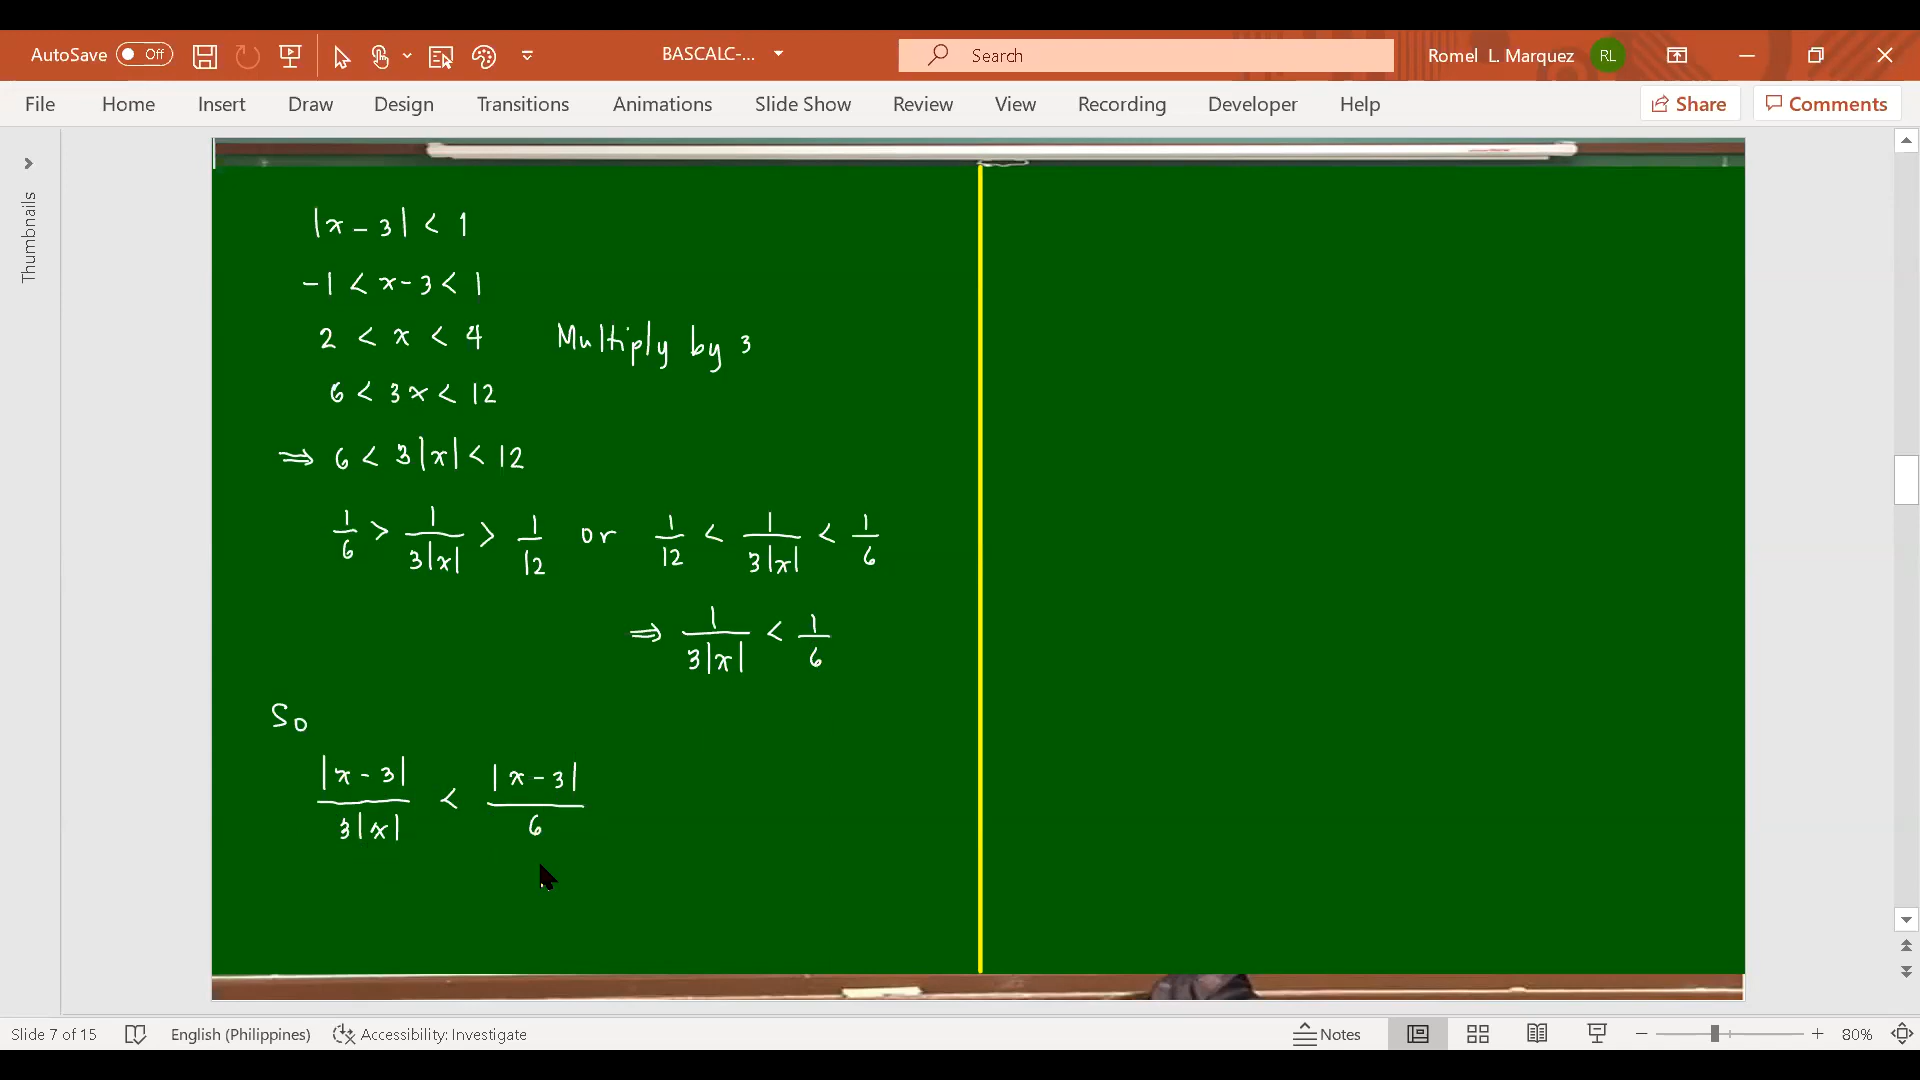 AutoSave Off BASCALC-... Search Romel L. Marquez RL
File Home Insert Draw Design Transitions Animations Slide Show Review View Recording Developer Help Share Comments
Thumbnails
|x - 3| < 1
-1 < x - 3 < 1
2 < x < 4 Multiply by 3
6 < 3x < 12
⇒ 6 < 3|x| < 12
1/6 > 1/3|x| > 1/12 or 1/12 < 1/3|x| < 1/6
⇒ 1/3|x| < 1/6
So
|x - 3|/3|x| < |x - 3|/6
Slide 7 of 15 English (Philippines) Accessibility: Investigate Notes 80%